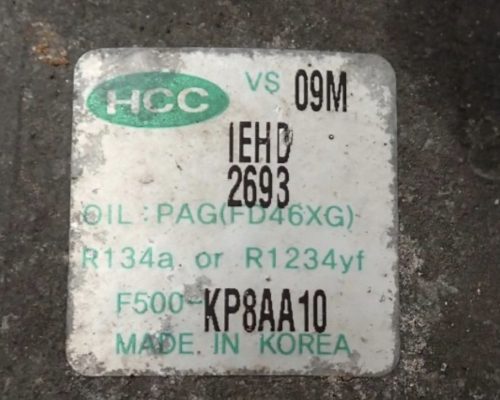 HCC VS 09M
IEHD
2693
OIL : PAG(FD46XG)
R134a or R1234yf
F500-KP8AA10
MADE IN KOREA